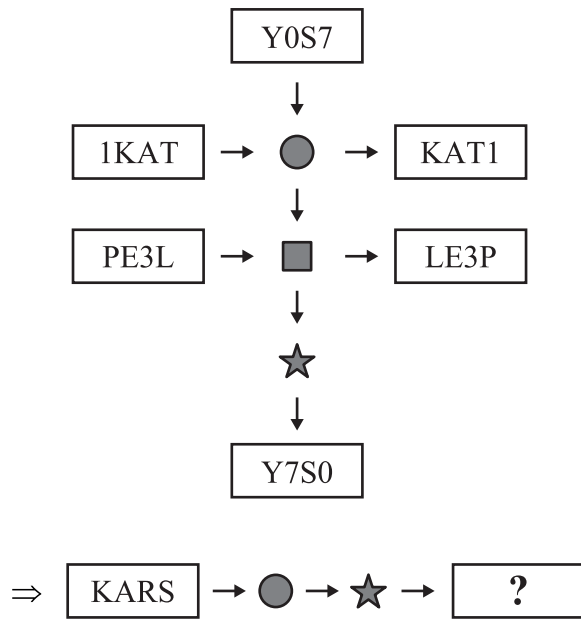 Y0S7
1KAT KAT1
PE3L LE3P
Y7S0
⇒ KARS ?